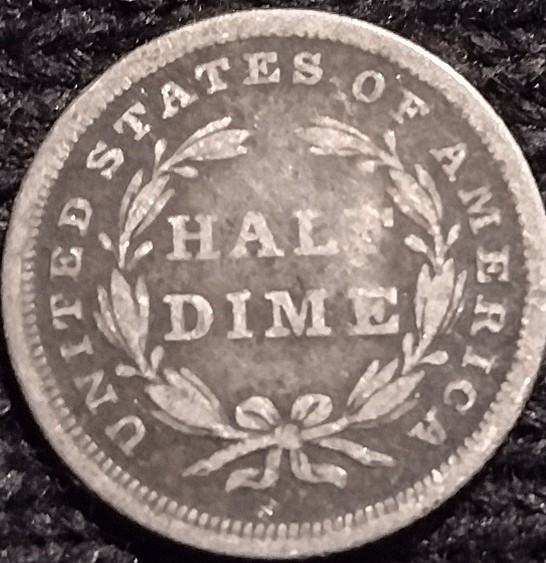 UNITED STATES OF AMERICA
HALF
DIME